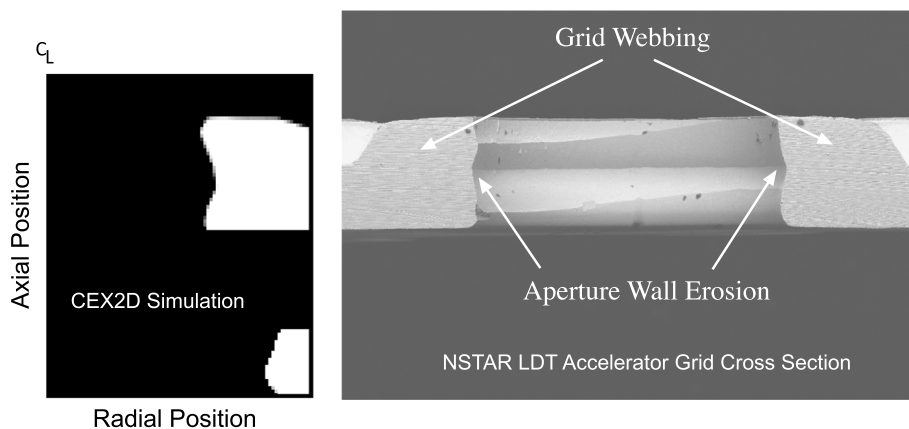 CL
Axial Position
CEX2D Simulation
Radial Position
Grid Webbing
Aperture Wall Erosion
NSTAR LDT Accelerator Grid Cross Section